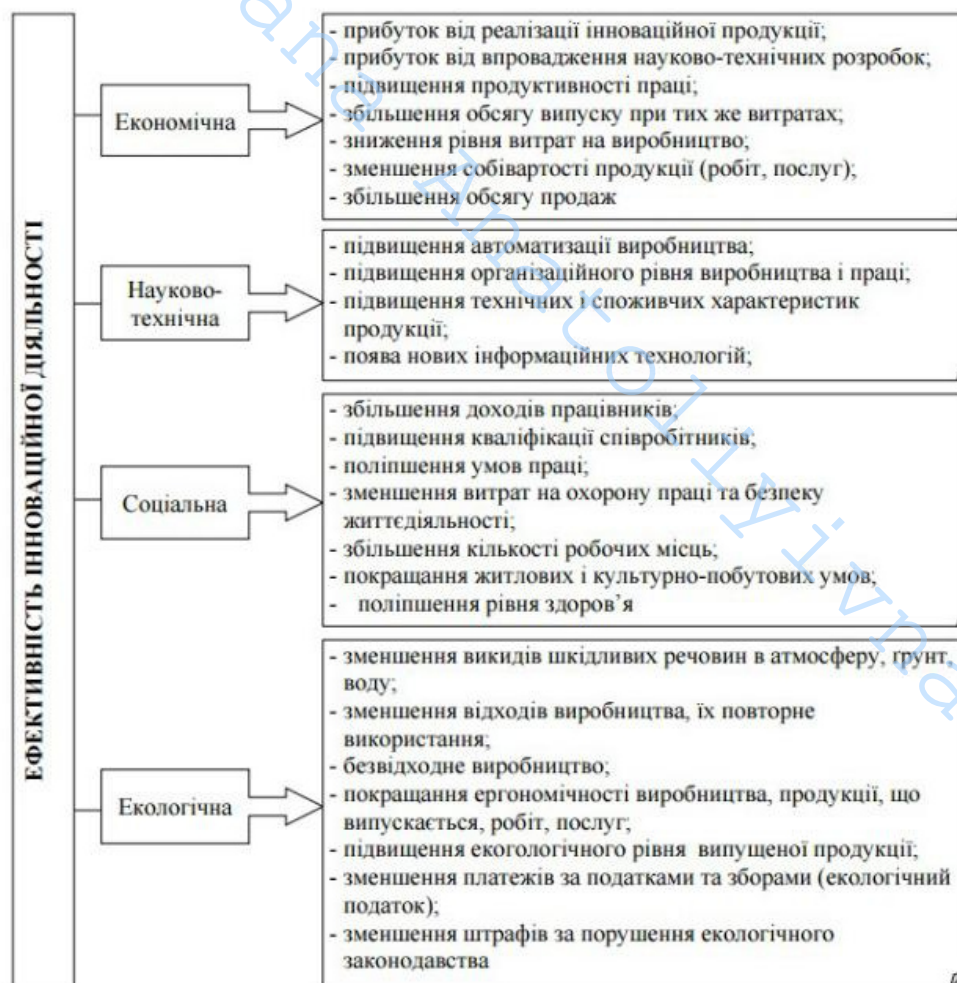 ЕФЕКТИВНІСТЬ ІННОВАЦІЙНОЇ ДІЯЛЬНОСТІ
Економічна
- прибуток від реалізації інноваційної продукції;
- прибуток від впровадження науково-технічних розробок;
- підвищення продуктивності праці;
- збільшення обсягу випуску при тих же витратах;
- зниження рівня витрат на виробництво;
- зменшення собівартості продукції (робіт, послуг);
- збільшення обсягу продаж
Науково-
технічна
- підвищення автоматизації виробництва;
- підвищення організаційного рівня виробництва і праці;
- підвищення технічних і споживчих характеристик
продукції;
- поява нових інформаційних технологій;
Соціальна
- збільшення доходів працівників;
- підвищення кваліфікації співробітників;
- поліпшення умов праці;
- зменшення витрат на охорону праці та безпеку
життєдіяльності;
- збільшення кількості робочих місць;
- покращання житлових і культурно-побутових умов;
- поліпшення рівня здоров’я
Екологічна
- зменшення викидів шкідливих речовин в атмосферу, ґрунт,
воду;
- зменшення відходів виробництва, їх повторне
використання;
- безвідходне виробництво;
- покращання ергономічності виробництва, продукції, що
випускається, робіт, послуг;
- підвищення екогологічного рівня випущеної продукції;
- зменшення платежів за податками та зборами (екологічний
податок);
- зменшення штрафів за порушення екологічного
законодавства
Anatoliyivna